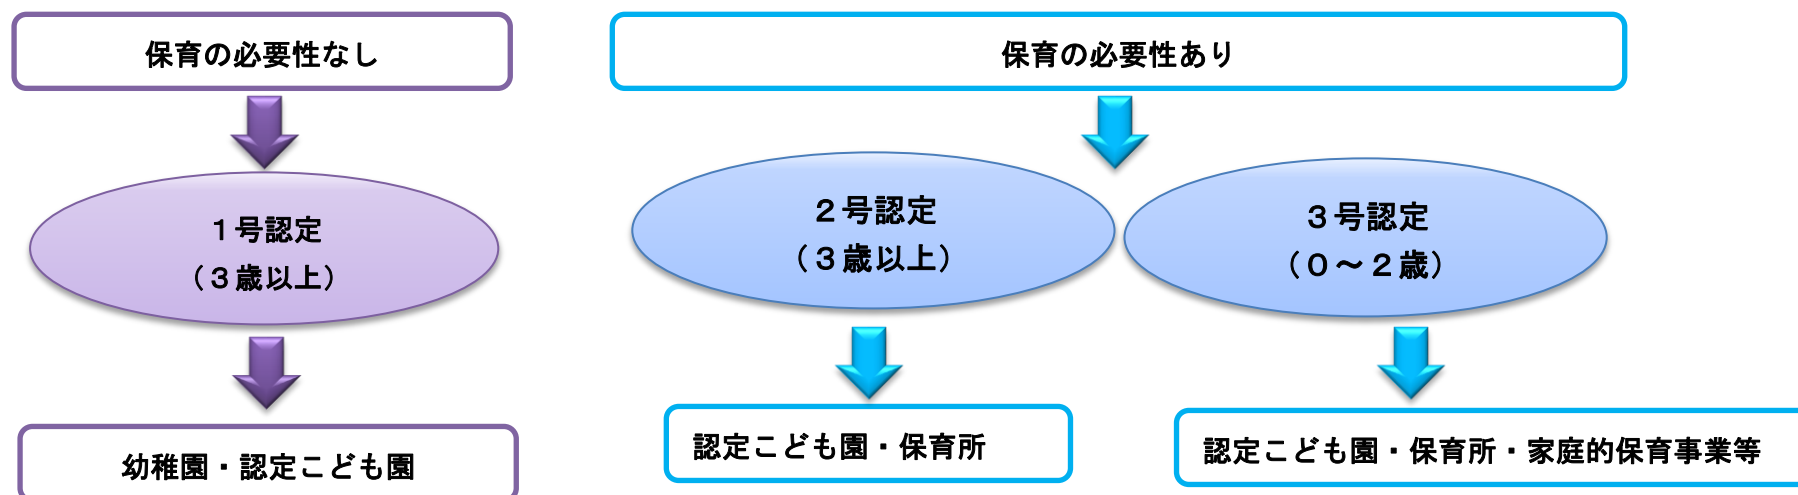 保育の必要性なし
保育の必要性あり
１号認定
（３歳以上）
２号認定
（３歳以上）
３号認定
（０～２歳）
幼稚園・認定こども園
認定こども園・保育所
認定こども園・保育所・家庭的保育事業等